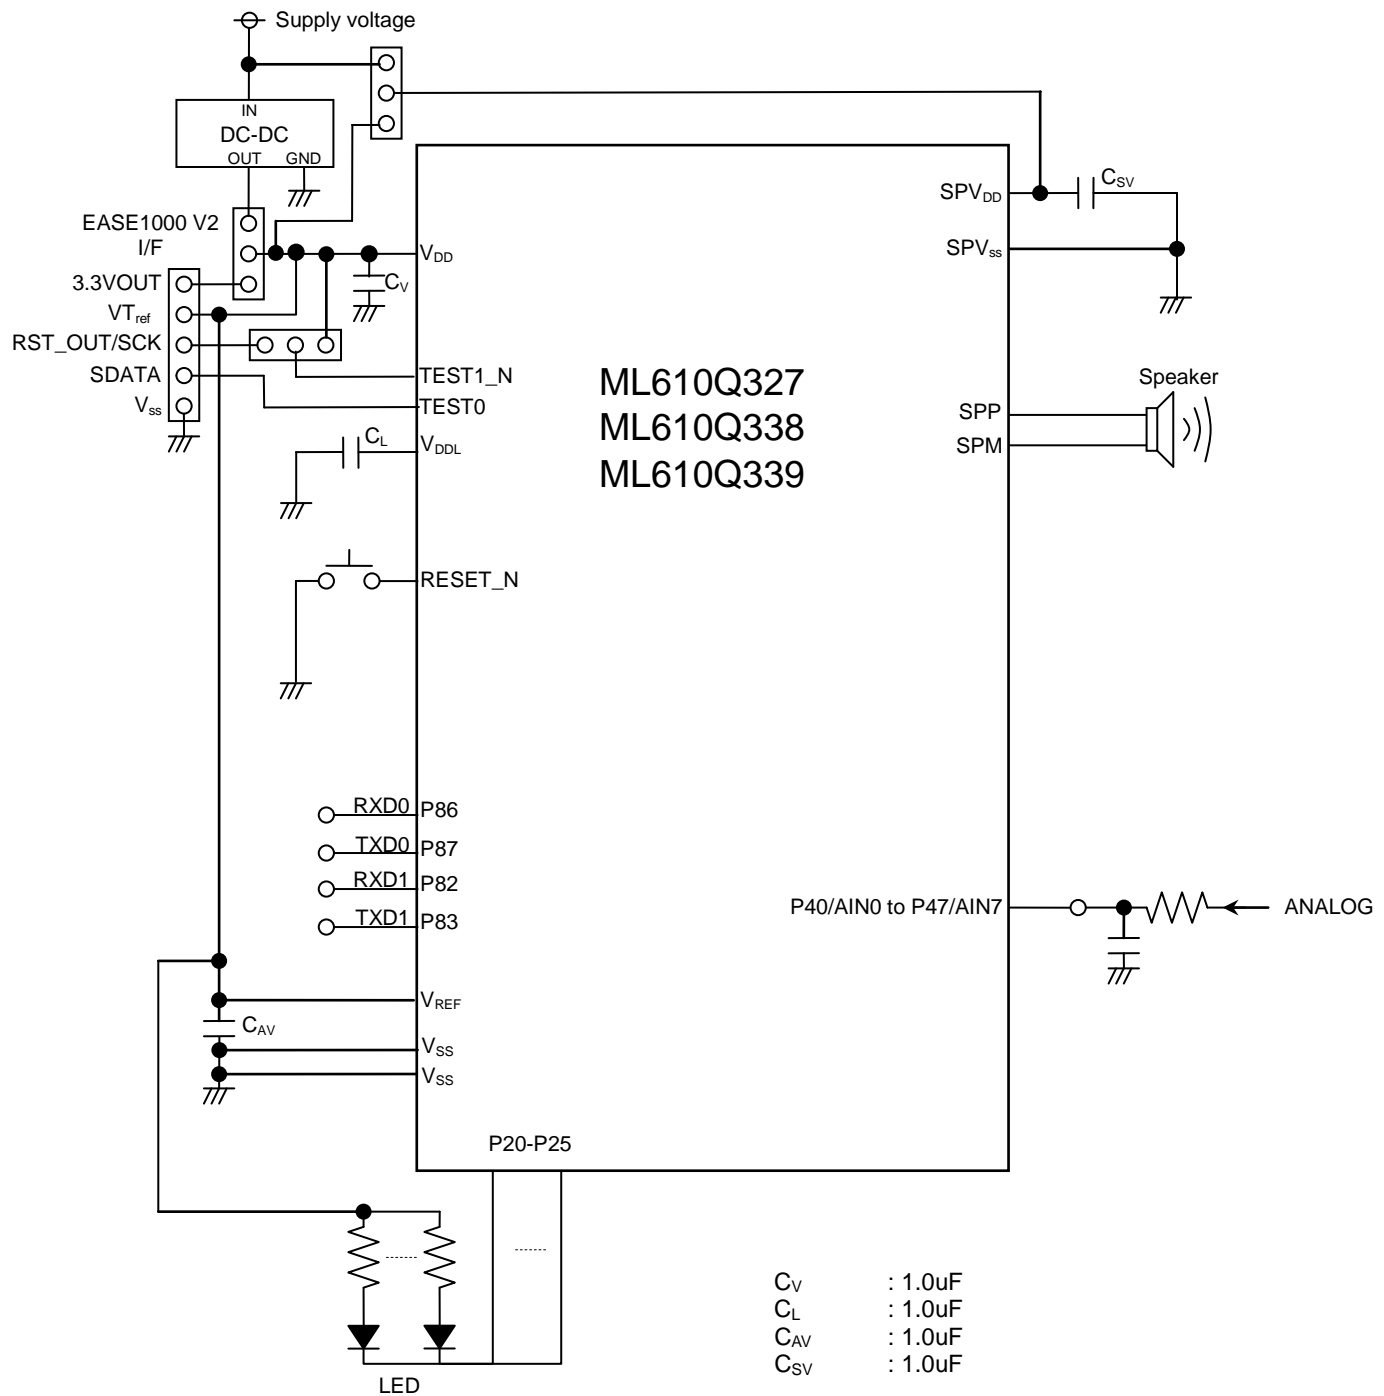 Supply voltage
IN
DC-DC
OUT GND
EASE1000 V2
I/F
3.3VOUT
VTref
RST_OUT/SCK
SDATA
Vss
VDD
CV
TEST1_N
TEST0
CL
VDDL
RESET_N
ML610Q327
ML610Q338
ML610Q339
SPVDD
CSV
SPVss
Speaker
SPP
SPM
RXD0 P86
TXD0 P87
RXD1 P82
TXD1 P83
P40/AIN0 to P47/AIN7
ANALOG
VREF
CAV
VSS
VSS
P20-P25
LED
CV : 1.0uF
CL : 1.0uF
CAV : 1.0uF
CSV : 1.0uF